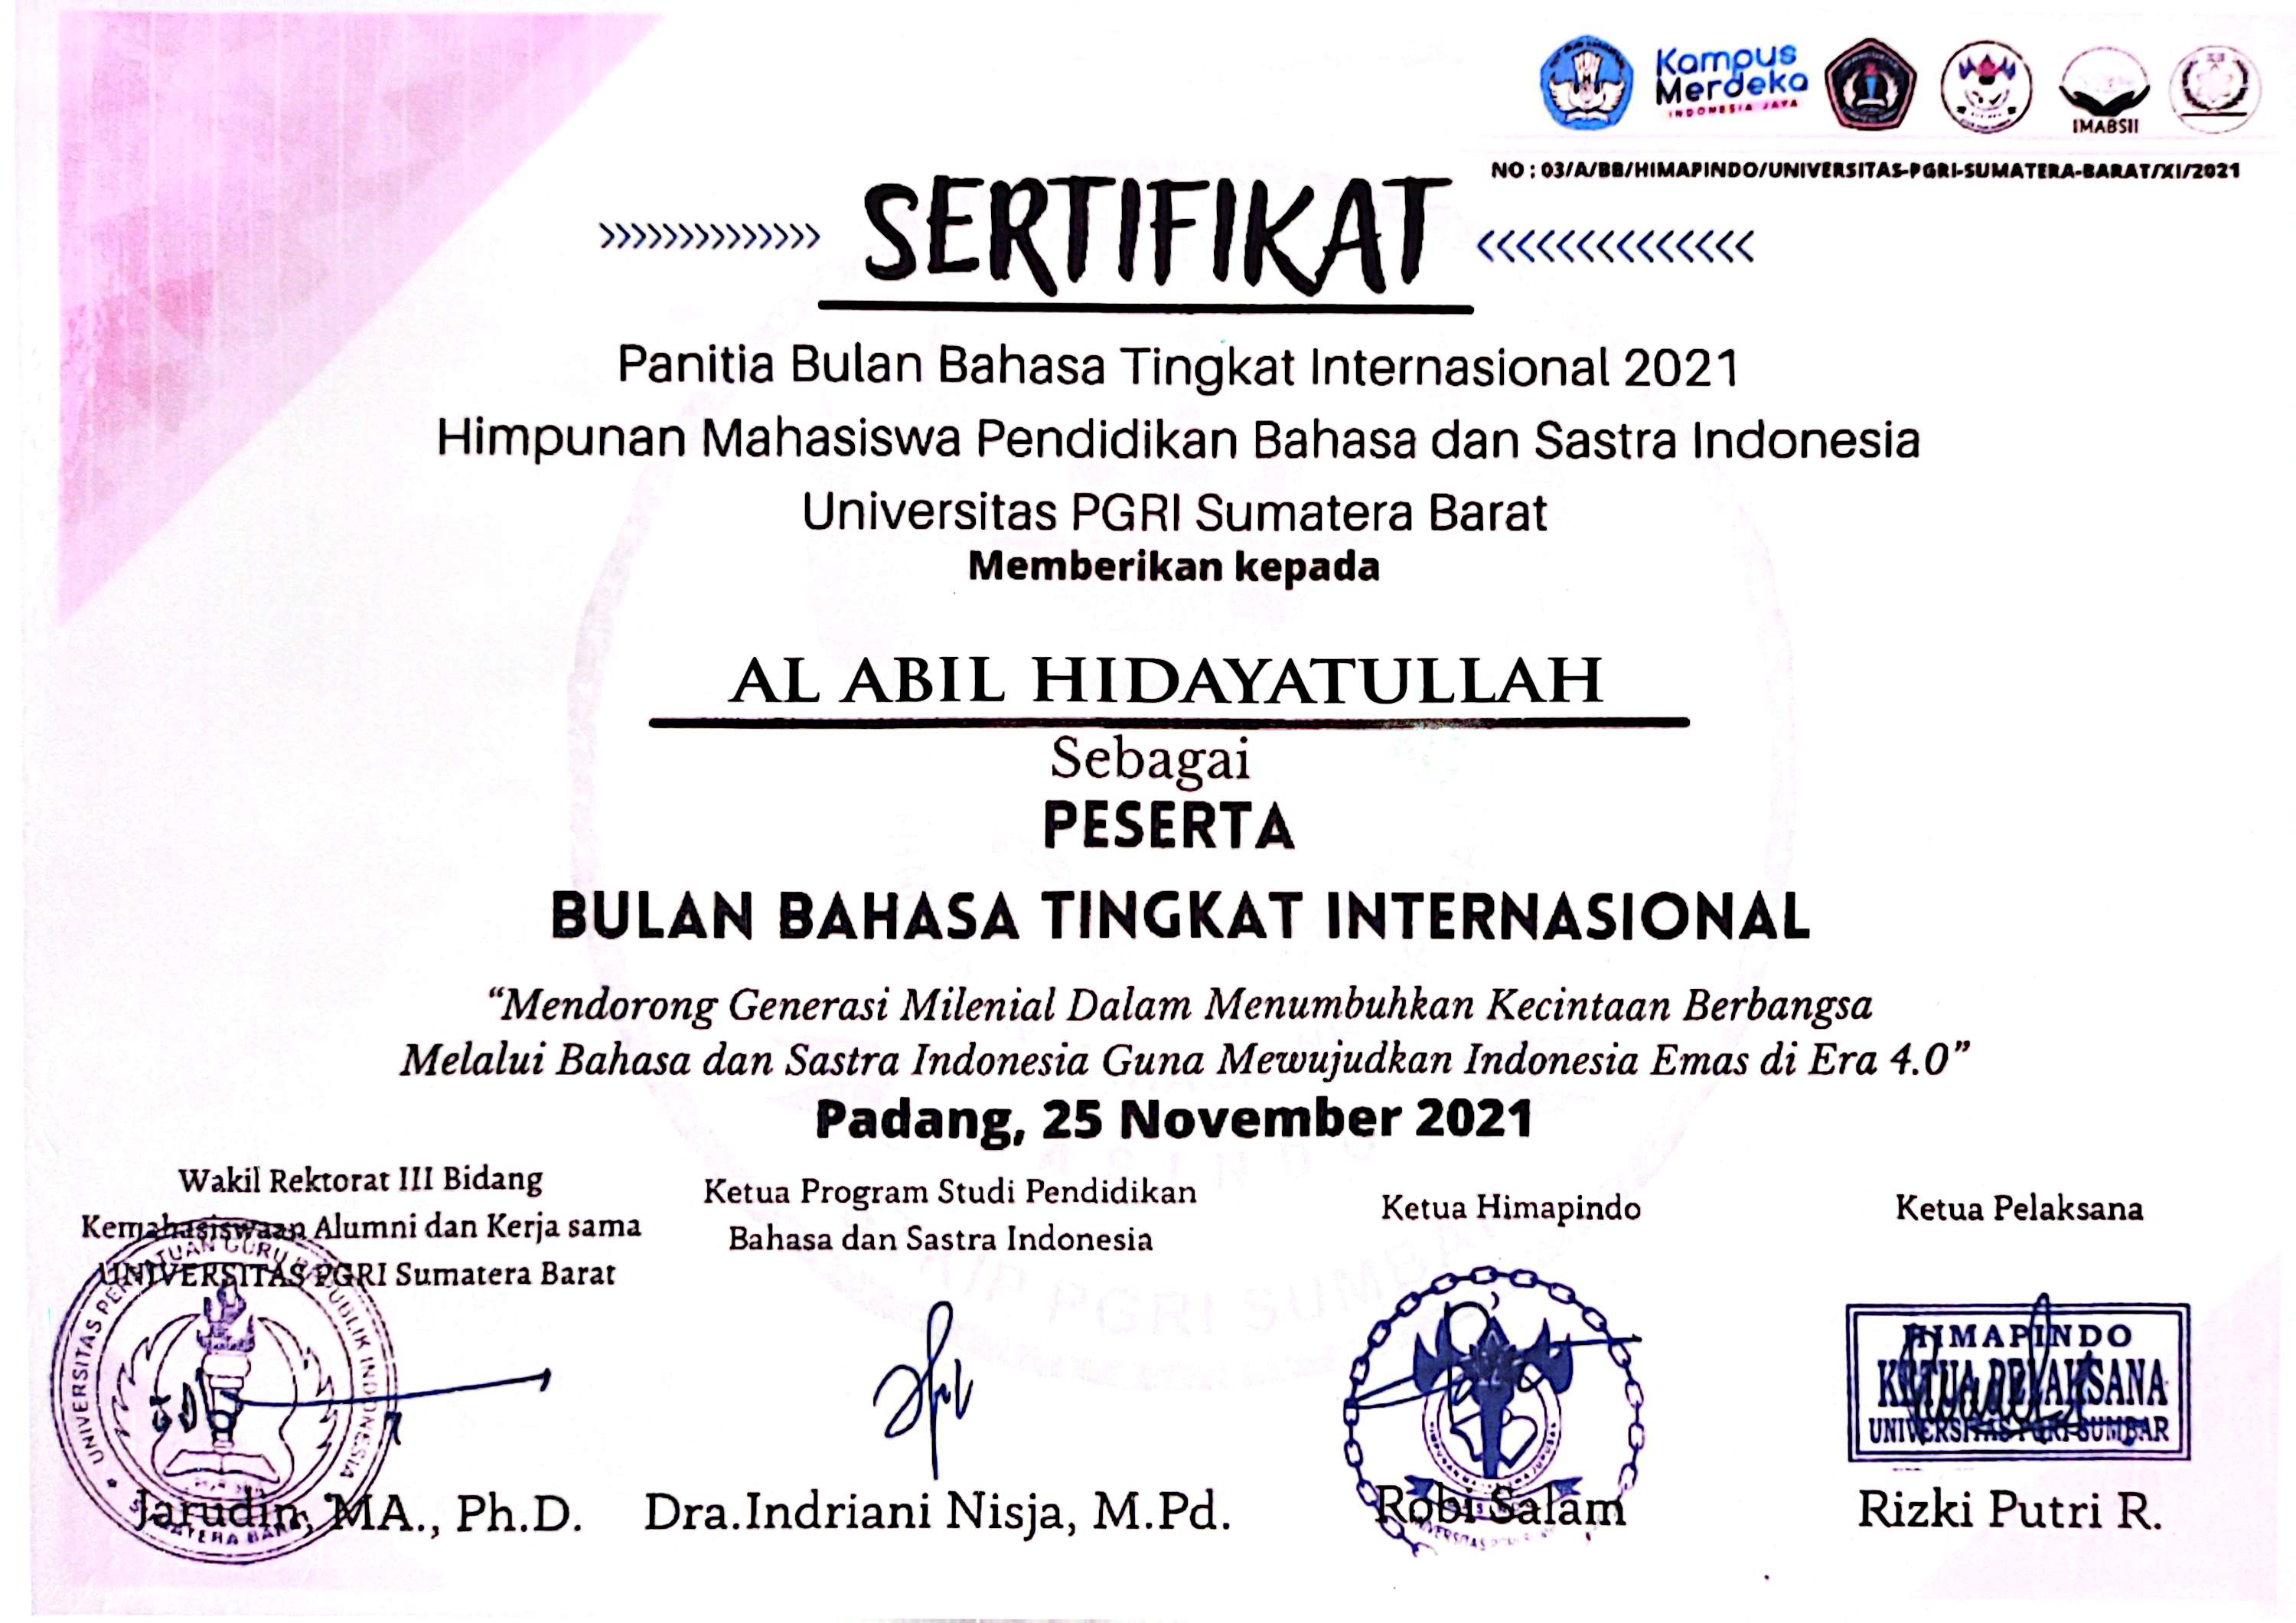 Kampus
Merdeka
INDONESIA JAYA
IMABSII
NO : 03/A/BB/HIMAPINDO/UNIVERSITAS-PGRI-SUMATERA-BARAT/XI/2021
SERTIFIKAT
Panitia Bulan Bahasa Tingkat Internasional 2021
Himpunan Mahasiswa Pendidikan Bahasa dan Sastra Indonesia
Universitas PGRI Sumatera Barat
Memberikan kepada
AL ABIL HIDAYATULLAH
Sebagai
PESERTA
BULAN BAHASA TINGKAT INTERNASIONAL
“Mendorong Generasi Milenial Dalam Menumbuhkan Kecintaan Berbangsa
Melalui Bahasa dan Sastra Indonesia Guna Mewujudkan Indonesia Emas di Era 4.0”
Padang, 25 November 2021
Wakil Rektorat III Bidang
Kemahasiswaan Alumni dan Kerja sama
UNIVERSITAS PGRI Sumatera Barat
Jarudin, MA., Ph.D.
Ketua Program Studi Pendidikan
Bahasa dan Sastra Indonesia
Dra.Indriani Nisja, M.Pd.
Ketua Himapindo
Robi Salam
Ketua Pelaksana
HIMAPINDO
KETUA PELAKSANA
UNIVERSITAS PGRI SUMBAR
Rizki Putri R.